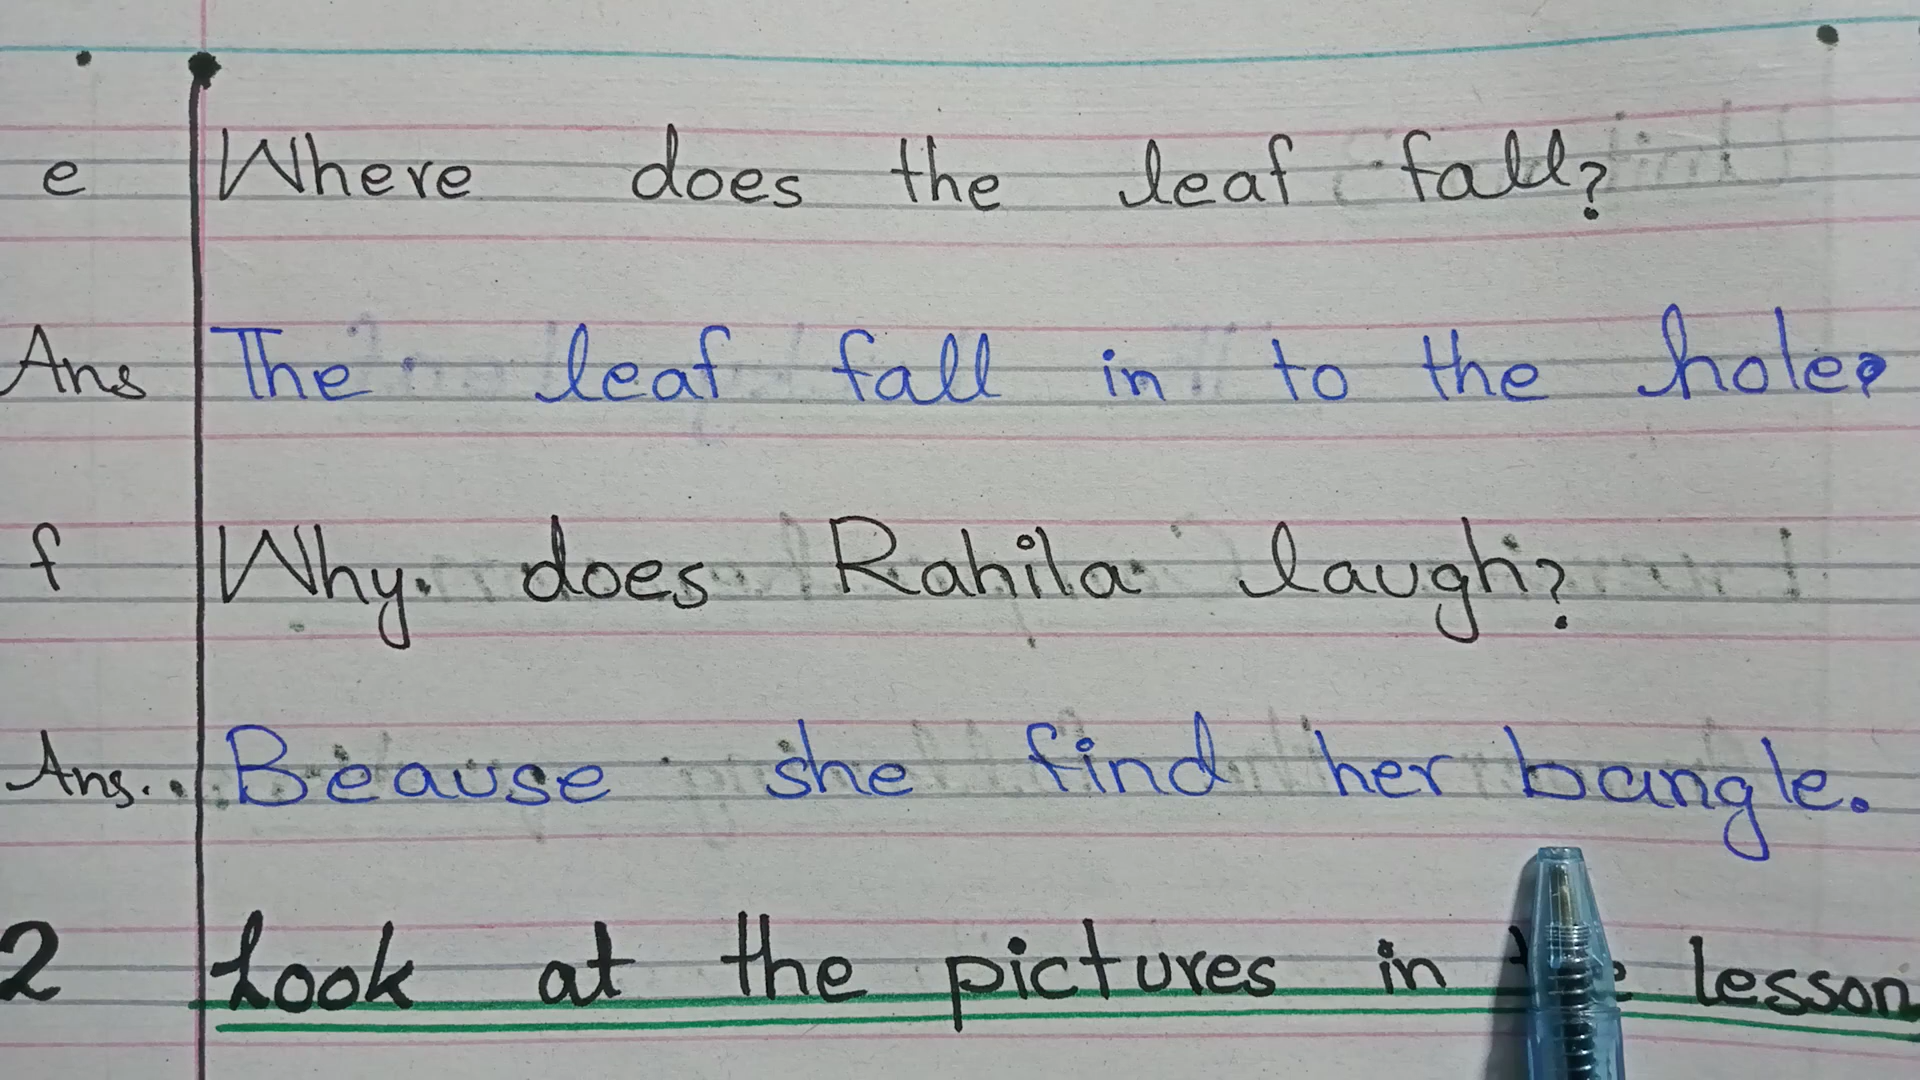 e Where does the leaf fall?
Ans The leaf fall in to the hole.
f Why does Rahila laugh?
Ans. Beause she find her bangle.
2 Look at the pictures in lesson